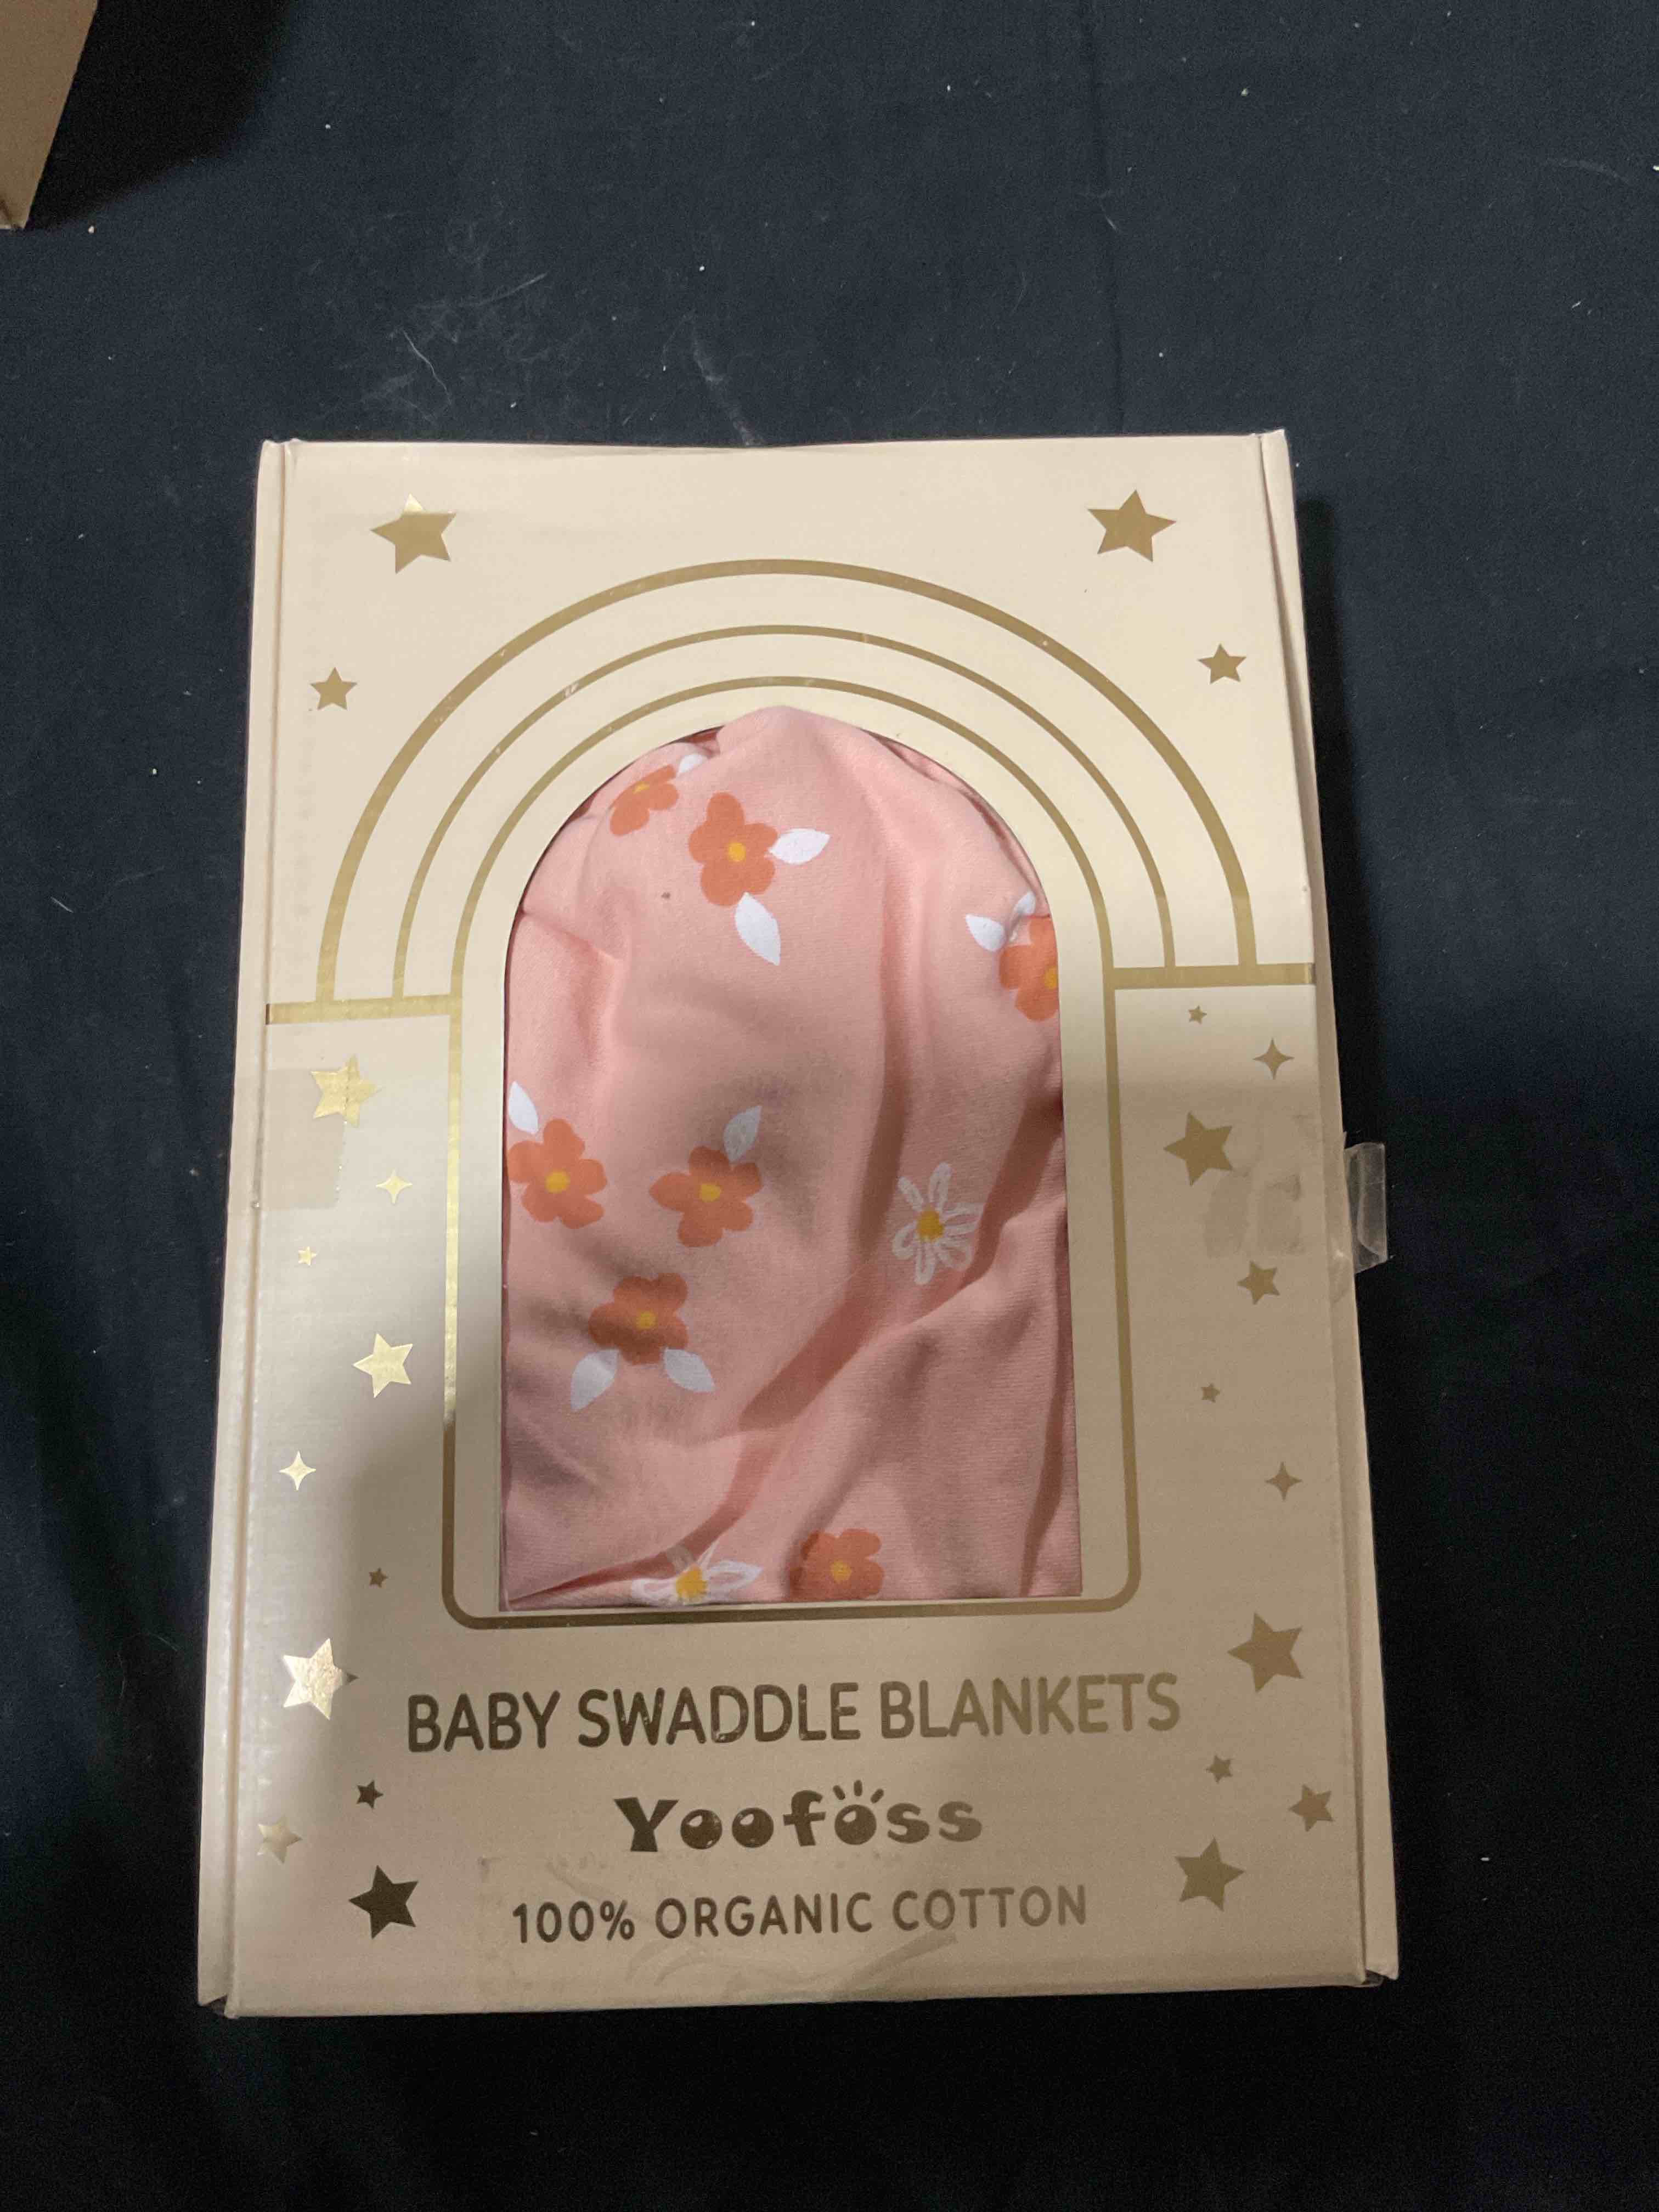 BABY SWADDLE BLANKETS
Yoofoss
100% ORGANIC COTTON